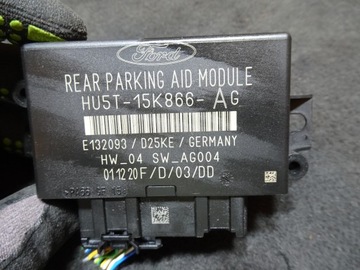 Ford
REAR PARKING AID MODULE
HU5T-15K866-AG
E132093 / D25KE / GERMANY
HW_04 SW_AG004
011220F/D/03/DD